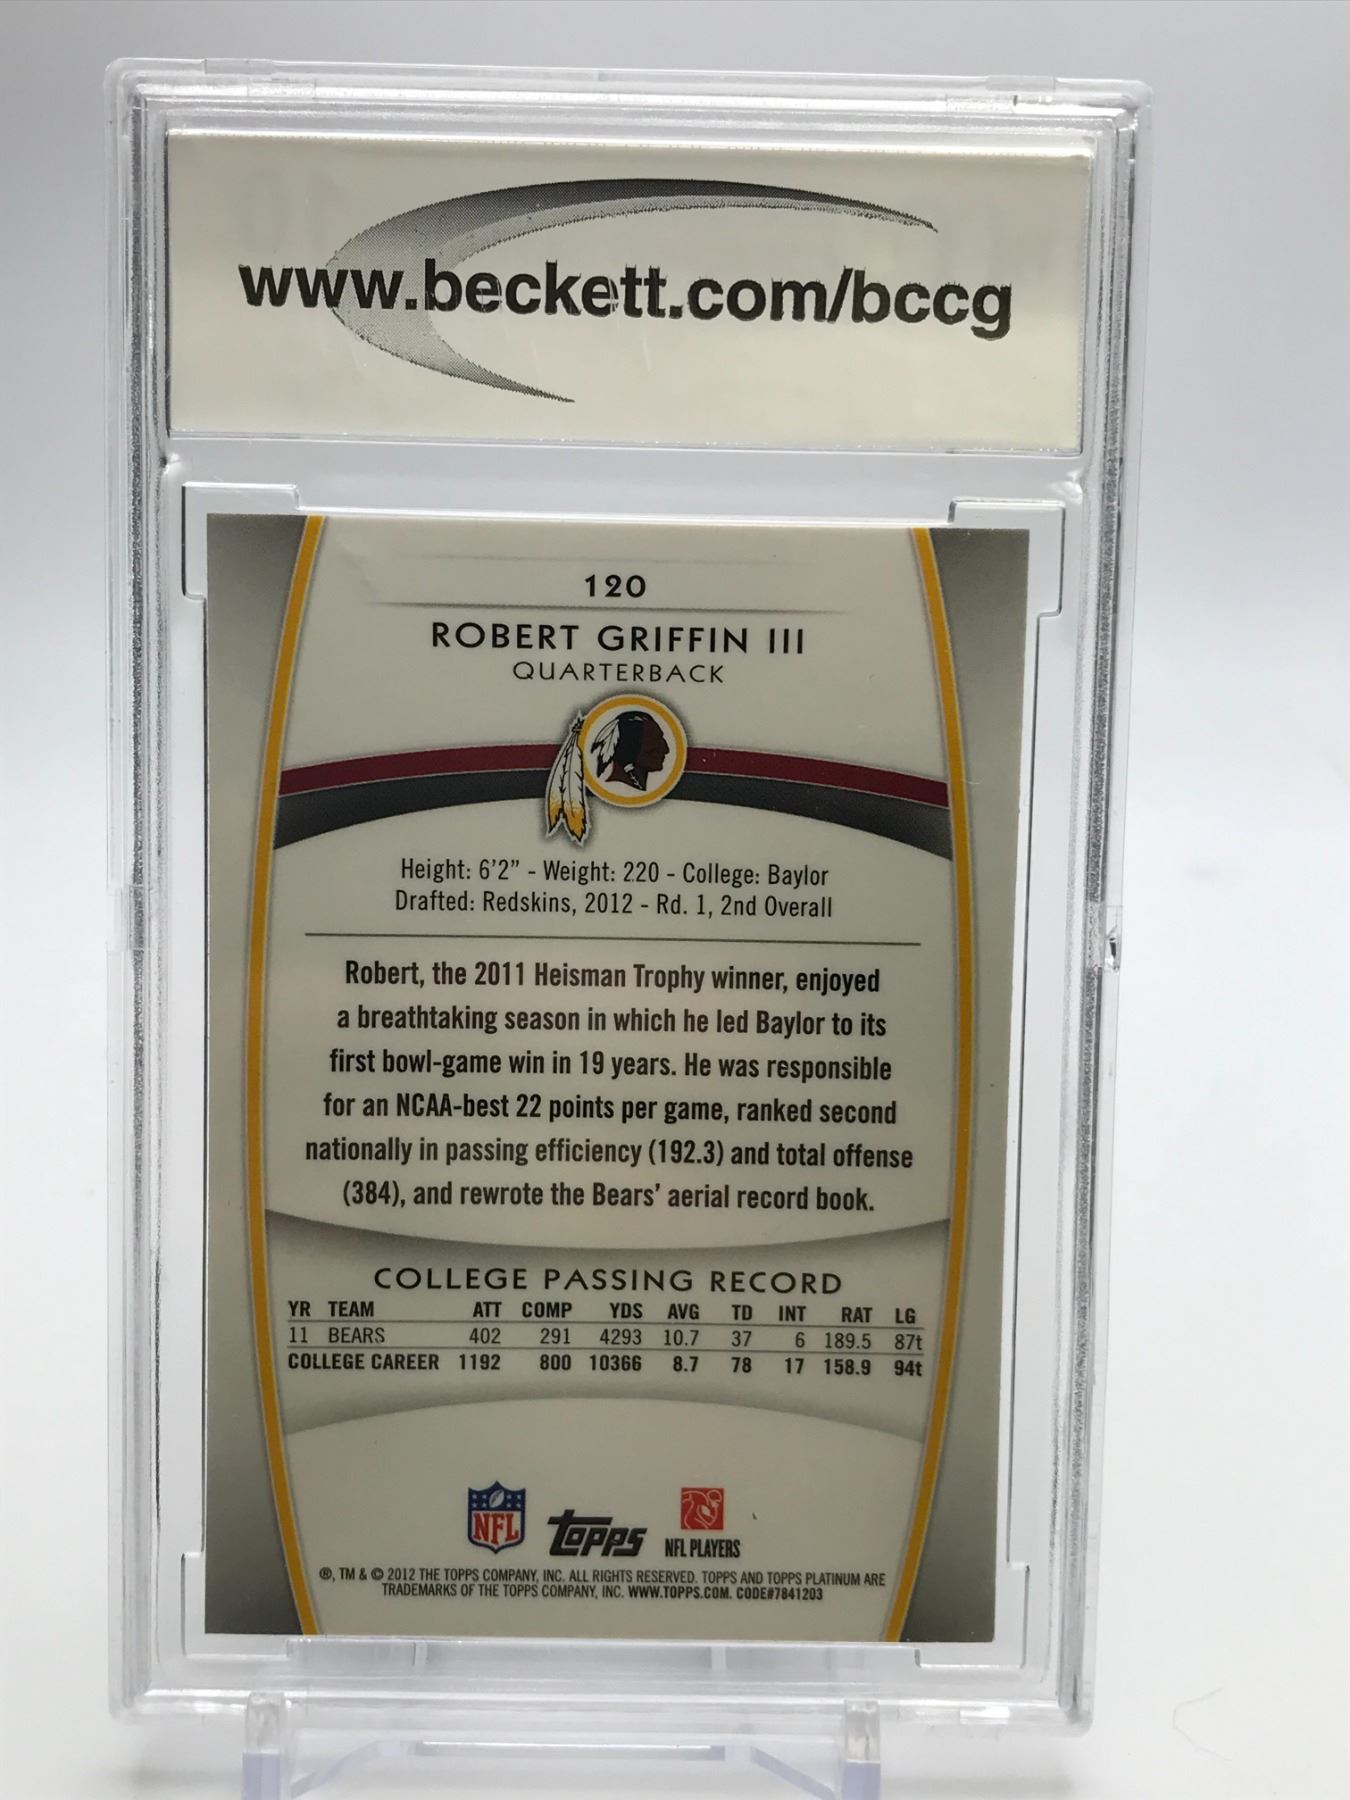 www.beckett.com/bccg
120
ROBERT GRIFFIN III
QUARTERBACK
Height: 6'2" - Weight: 220 - College: Baylor
Drafted: Redskins, 2012 - Rd. 1, 2nd Overall
Robert, the 2011 Heisman Trophy winner, enjoyed
a breathtaking season in which he led Baylor to its
first bowl-game win in 19 years. He was responsible
for an NCAA-best 22 points per game, ranked second
nationally in passing efficiency (192.3) and total offense
(384), and rewrote the Bears' aerial record book.
COLLEGE PASSING RECORD
YR TEAM ATT COMP YDS AVG TD INT RAT LG
11 BEARS 402 291 4293 10.7 37 6 189.5 87t
COLLEGE CAREER 1192 800 10366 8.7 78 17 158.9 94t
NFL TOPPS NFL PLAYERS
®, TM & © 2012 THE TOPPS COMPANY, INC. ALL RIGHTS RESERVED. TOPPS AND TOPPS PLATINUM ARE
TRADEMARKS OF THE TOPPS COMPANY, INC. WWW.TOPPS.COM. CODE#7841203